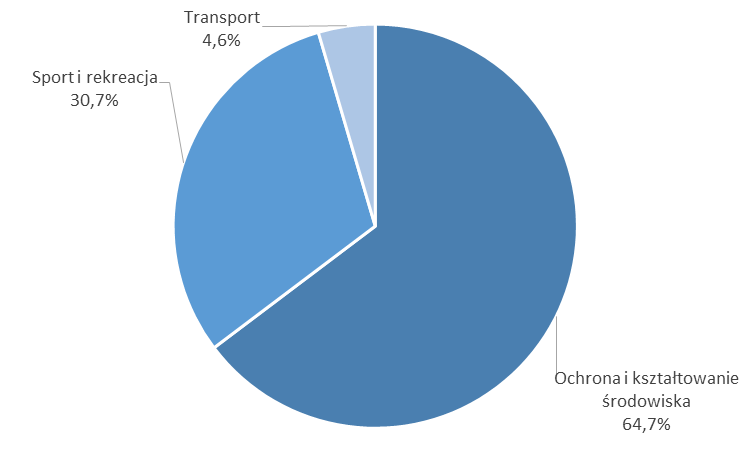 Transport
4,6%
Sport i rekreacja
30,7%
Ochrona i kształtowanie
środowiska
64,7%